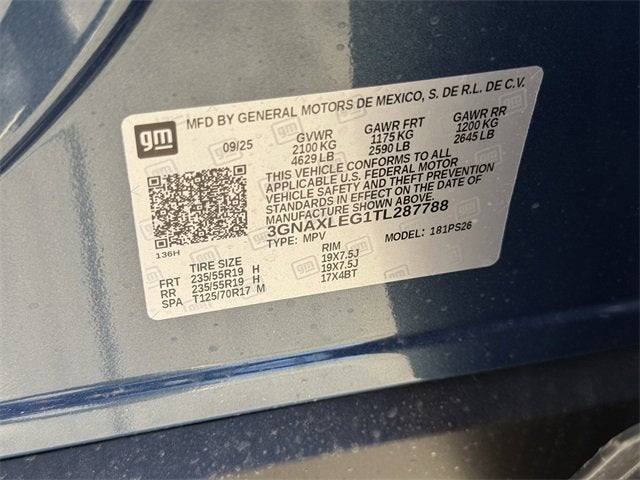 gm
MFD BY GENERAL MOTORS DE MEXICO, S. DE R.L. DE C.V.
09/25 GVWR GAWR FRT GAWR RR
2100 KG 1175 KG 1200 KG
4629 LB 2590 LB 2645 LB
THIS VEHICLE CONFORMS TO ALL
APPLICABLE U.S. FEDERAL MOTOR
VEHICLE SAFETY AND THEFT PREVENTION
STANDARDS IN EFFECT ON THE DATE OF
MANUFACTURE SHOWN ABOVE.
3GNAXLEG1TL287788
136H
TYPE: MPV MODEL: 181PS26
TIRE SIZE RIM
FRT 235/55R19 H 19X7.5J
RR 235/55R19 H 19X7.5J
SPA T125/70R17 M 17X4BT